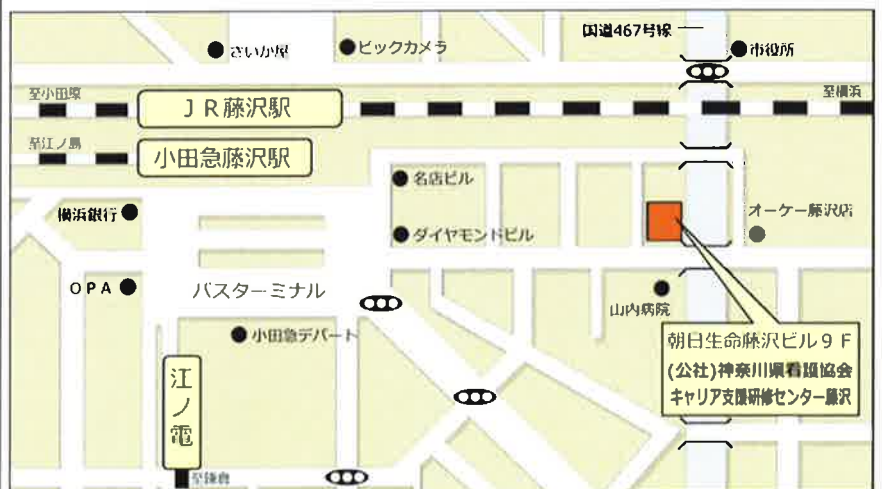 国道467号線
さいか屋
ビックカメラ
市役所
至小田原
至横浜
JR藤沢駅
至江ノ島
小田急藤沢駅
名店ビル
横浜銀行
オーケー藤沢店
ダイヤモンドビル
OPA
バスターミナル
山内病院
小田急デパート
朝日生命藤沢ビル9F
(公社)神奈川県看護協会
キャリア支援研修センター藤沢
江ノ電
至鎌倉